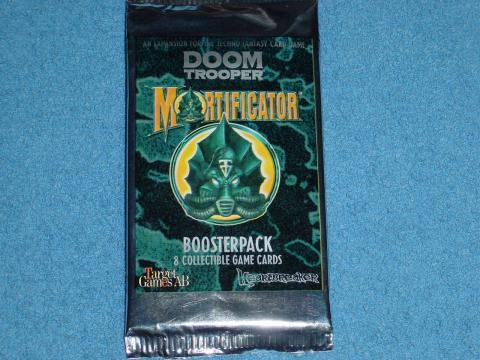 AN EXPANSION FOR THE TECHNO FANTASY CARD GAME
DOOM
TROOPER
MORTIFICATOR
BOOSTERPACK
8 COLLECTIBLE GAME CARDS
Target
Games AB
Heartbreaker